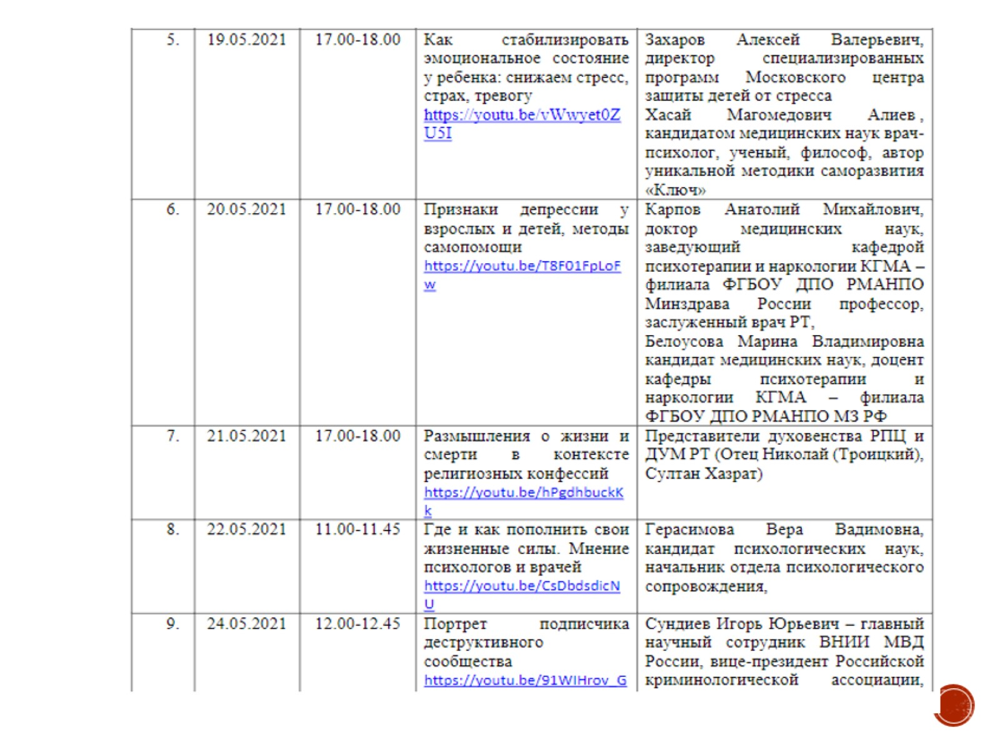 5.
19.05.2021
17.00-18.00
Как стабилизировать
эмоциональное состояние
у ребенка: снижаем стресс,
страх, тревогу
https://youtu.be/vWwyet0Z
U5I
Захаров Алексей Валерьевич,
директор специализированных
программ Московского центра
защиты детей от стресса
Хасай Магомедович Алиев ,
кандидатом медицинских наук врач-
психолог, ученый, философ, автор
уникальной методики саморазвития
«Ключ»
6.
20.05.2021
17.00-18.00
Признаки депрессии у
взрослых и детей, методы
самопомощи
https://youtu.be/T8F01FpLoF
w
Карпов Анатолий Михайлович,
доктор медицинских наук,
заведующий кафедрой
психотерапии и наркологии КГМА –
филиала ФГБОУ ДПО РМАНПО
Минздрава России профессор,
заслуженный врач РТ,
Белоусова Марина Владимировна
кандидат медицинских наук, доцент
кафедры психотерапии и
наркологии КГМА – филиала
ФГБОУ ДПО РМАНПО МЗ РФ
7.
21.05.2021
17.00-18.00
Размышления о жизни и
смерти в контексте
религиозных конфессий
https://youtu.be/hPgdhbuckK
k
Представители духовенства РПЦ и
ДУМ РТ (Отец Николай (Троицкий),
Султан Хазрат)
8.
22.05.2021
11.00-11.45
Где и как пополнить свои
жизненные силы. Мнение
психологов и врачей
https://youtu.be/CsDbdsdicN
U
Герасимова Вера Вадимовна,
кандидат психологических наук,
начальник отдела психологического
сопровождения,
9.
24.05.2021
12.00-12.45
Портрет подписчика
деструктивного
сообщества
https://youtu.be/91WIHrov_G
Сундиев Игорь Юрьевич – главный
научный сотрудник ВНИИ МВД
России, вице-президент Российской
криминологической ассоциации,